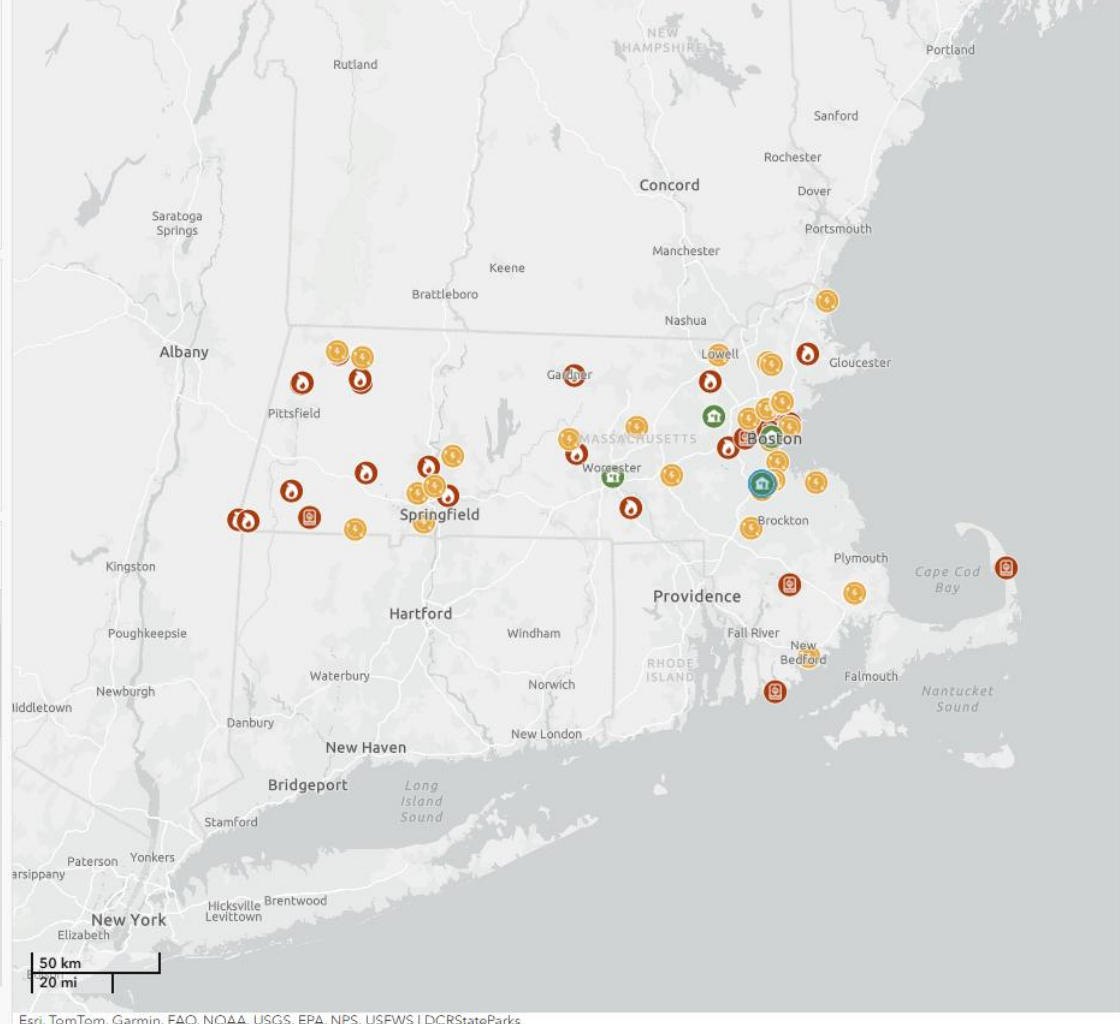 NEW
HAMPSHIRE
Portland
Rutland
Sanford
Rochester
Concord
Dover
Saratoga
Springs
Portsmouth
Manchester
Keene
Brattleboro
Nashua
Albany
Lowell
Gloucester
Gardner
Pittsfield
MASSACHUSETTS
Boston
Worcester
Springfield
Brockton
Plymouth
Kingston
Cape Cod
Bay
Providence
Hartford
Poughkeepsie
Windham
Fall River
New
Bedford
RHODE
ISLAND
Waterbury
Falmouth
Norwich
Newburgh
Nantucket
Sound
iddletown
Danbury
New London
New Haven
Bridgeport
Long
Island
Sound
Stamford
Paterson
Yonkers
arsippany
Hicksville
Brentwood
Levittown
New York
Elizabeth
50 km
20 mi
Esri, TomTom, Garmin, FAO, NOAA, USGS, EPA, NPS, USFWS | DCRStateParks